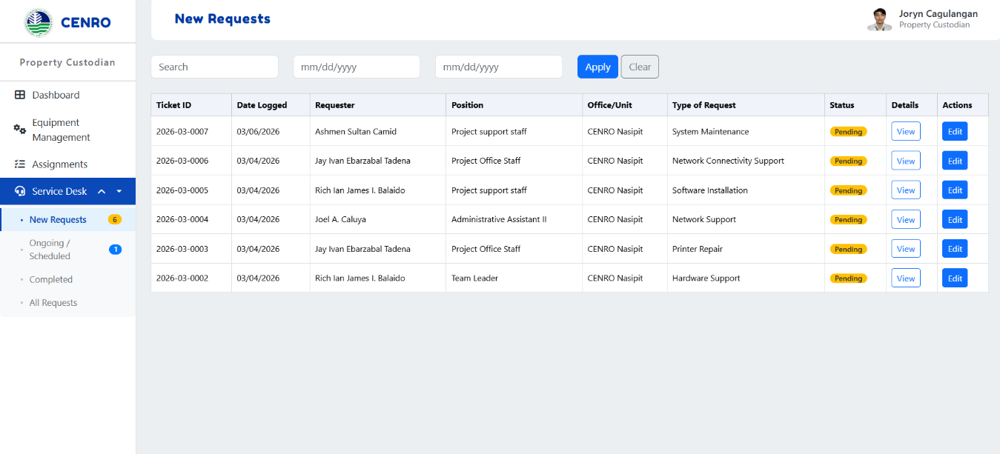 CENRO
New Requests
Joryn Cagulangan
Property Custodian
Property Custodian
Dashboard
Equipment
Management
Assignments
Service Desk
New Requests 6
Ongoing /
Scheduled 1
Completed
All Requests
Search mm/dd/yyyy mm/dd/yyyy Apply Clear
Ticket ID Date Logged Requester Position Office/Unit Type of Request Status Details Actions
2026-03-0007 03/06/2026 Ashmen Sultan Camid Project support staff CENRO Nasipit System Maintenance Pending View Edit
2026-03-0006 03/04/2026 Jay Ivan Ebarzabal Tadena Project Office Staff CENRO Nasipit Network Connectivity Support Pending View Edit
2026-03-0005 03/04/2026 Rich Ian James I. Balaido Project support staff CENRO Nasipit Software Installation Pending View Edit
2026-03-0004 03/04/2026 Joel A. Caluya Administrative Assistant II CENRO Nasipit Network Support Pending View Edit
2026-03-0003 03/04/2026 Jay Ivan Ebarzabal Tadena Project Office Staff CENRO Nasipit Printer Repair Pending View Edit
2026-03-0002 03/04/2026 Rich Ian James I. Balaido Team Leader CENRO Nasipit Hardware Support Pending View Edit